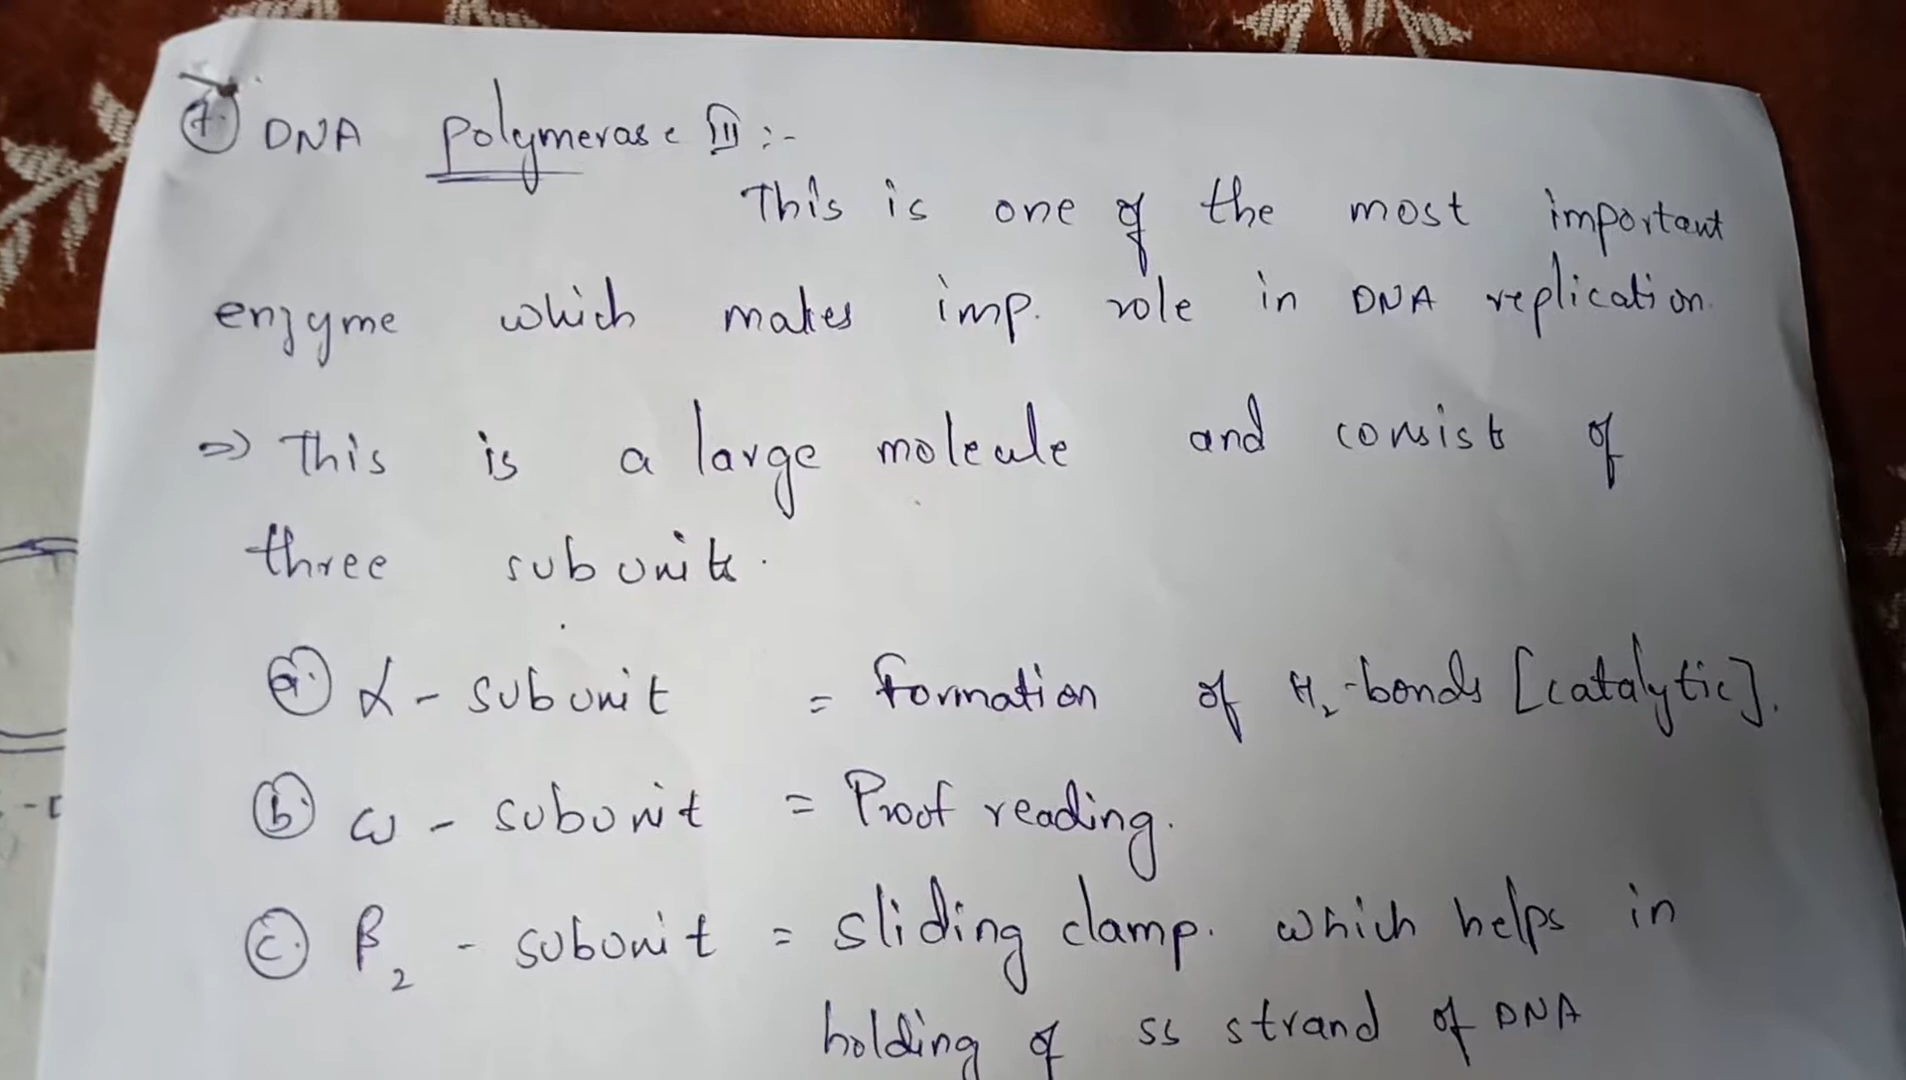 7. DNA polymerase III :-
This is one of the most important
enzyme which makes imp. role in DNA replication.
⇒ This is a large molecule and consists of
three subunits.
a. α - subunit = formation of H₂-bonds [catalytic].
b. ω - subunit = Proof reading.
c. β₂ - subunit = sliding clamp. which helps in
holding of ss strand of DNA